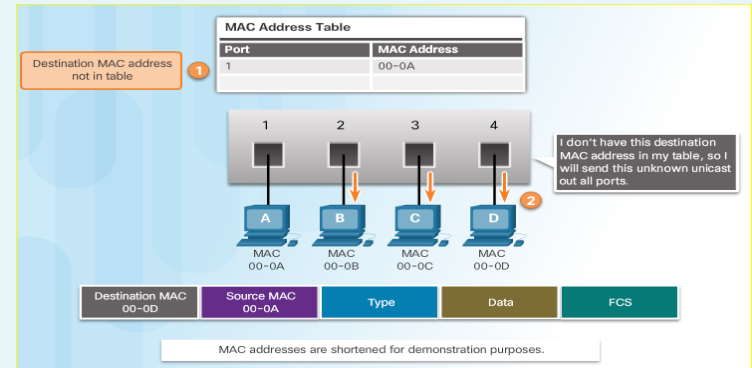 MAC Address Table
Port MAC Address
1 00-0A
Destination MAC address
not in table
1
1 2 3 4
I don't have this destination
MAC address in my table, so I
will send this unknown unicast
out all ports.
2
A B C D
MAC MAC MAC MAC
00-0A 00-0B 00-0C 00-0D
Destination MAC
00-0D
Source MAC
00-0A
Type
Data
FCS
MAC addresses are shortened for demonstration purposes.